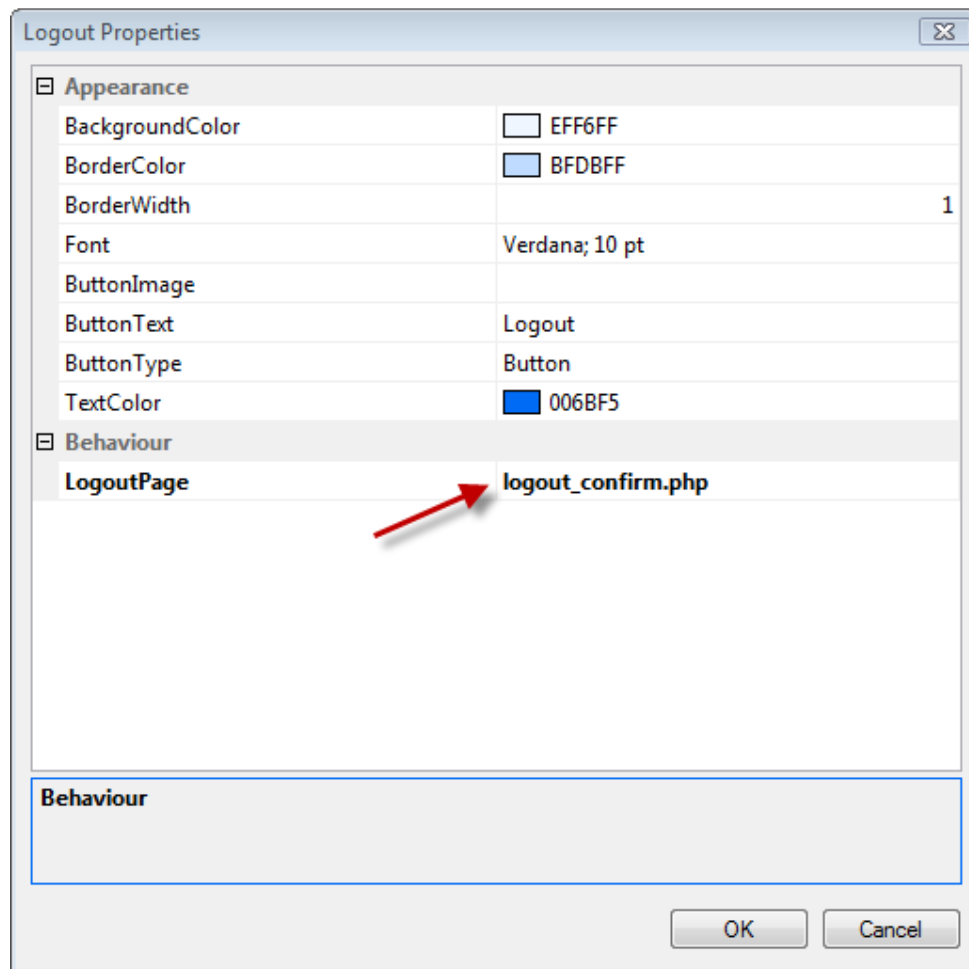 Logout Properties
Appearance
BackgroundColor EFF6FF
BorderColor BFDBFF
BorderWidth 1
Font Verdana; 10 pt
ButtonImage
ButtonText Logout
ButtonType Button
TextColor 006BF5
Behaviour
LogoutPage logout_confirm.php
Behaviour
OK Cancel